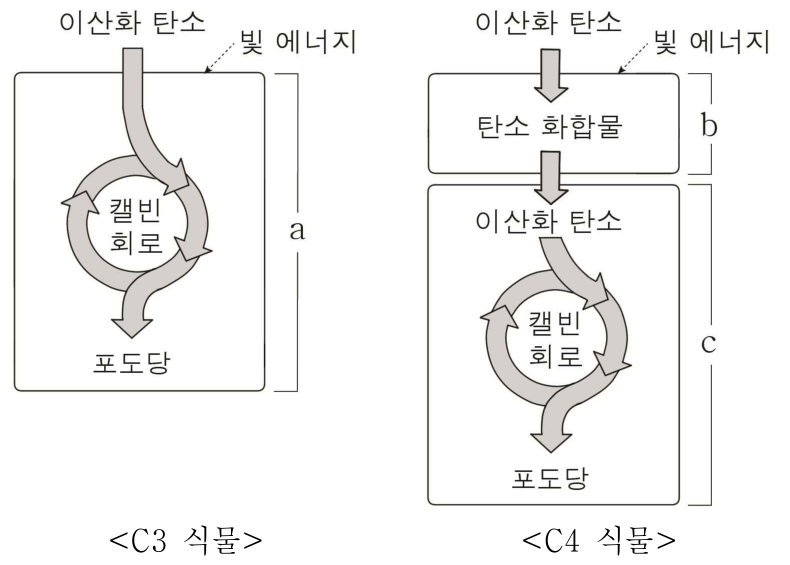 이산화 탄소
빛 에너지
캘빈
회로
포도당
a
<C3 식물>
이산화 탄소
빛 에너지
탄소 화합물
b
이산화 탄소
캘빈
회로
포도당
c
<C4 식물>